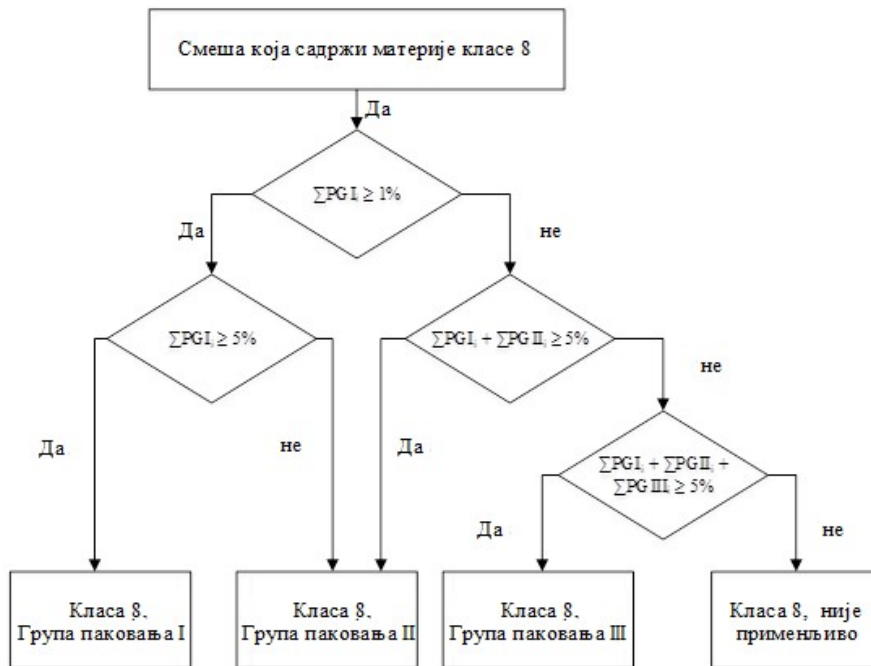 Смеша која садржи материје класе 8
Да
∑PGIᵢ ≥ 1%
Да
не
∑PGIᵢ ≥ 5%
∑PGIᵢ + ∑PGIIᵢ ≥ 5%
не
Да
не
Да
∑PGIᵢ + ∑PGIIᵢ +
∑PGIIIᵢ ≥ 5%
Да
не
Класа 8,
Група паковања I
Класа 8,
Група паковања II
Класа 8,
Група паковања III
Класа 8, није
применљиво